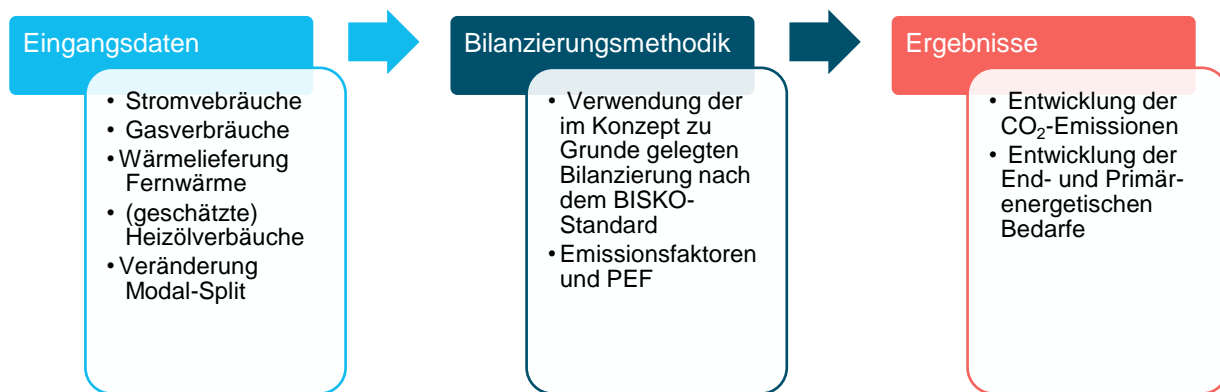 Eingangsdaten
• Stromvebräuche
• Gasverbräuche
• Wärmelieferung
Fernwärme
• (geschätzte)
Heizölverbäuche
• Veränderung
Modal-Split
Bilanzierungsmethodik
• Verwendung der
im Konzept zu
Grunde gelegten
Bilanzierung nach
dem BISKO-
Standard
• Emissionsfaktoren
und PEF
Ergebnisse
• Entwicklung der
CO₂-Emissionen
• Entwicklung der
End- und Primär-
energetischen
Bedarfe